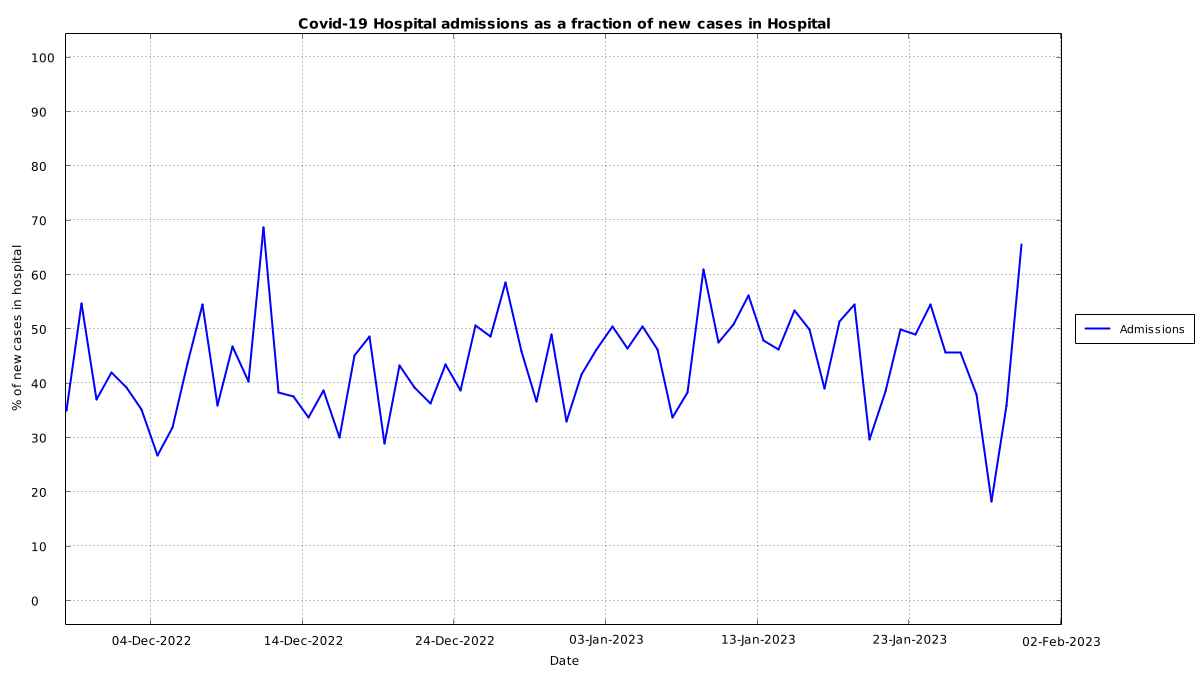 Covid-19 Hospital admissions as a fraction of new cases in Hospital
100
90
80
70
60
50
40
30
20
10
0
% of new cases in hospital
Admissions
04-Dec-2022
14-Dec-2022
24-Dec-2022
03-Jan-2023
13-Jan-2023
23-Jan-2023
02-Feb-2023
Date